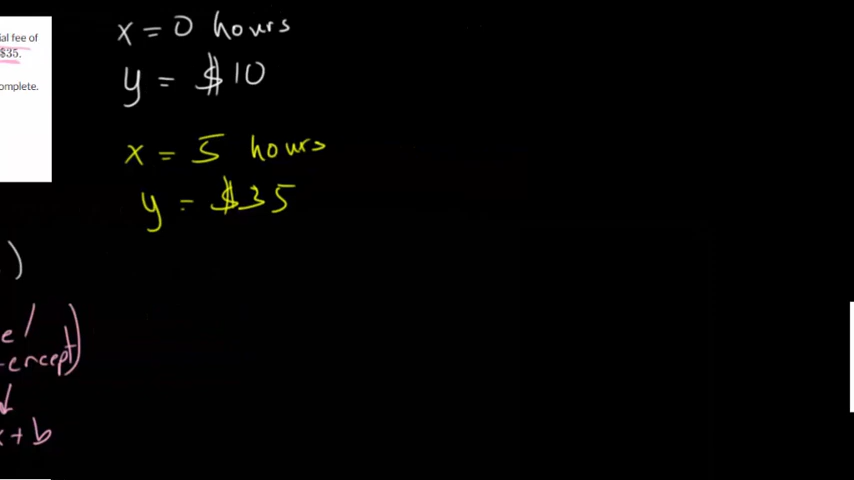 ial fee of
$35.
omplete.
x = 0 hours
y = $10
x = 5 hours
y = $35
)
e/
-ercept)
x + b